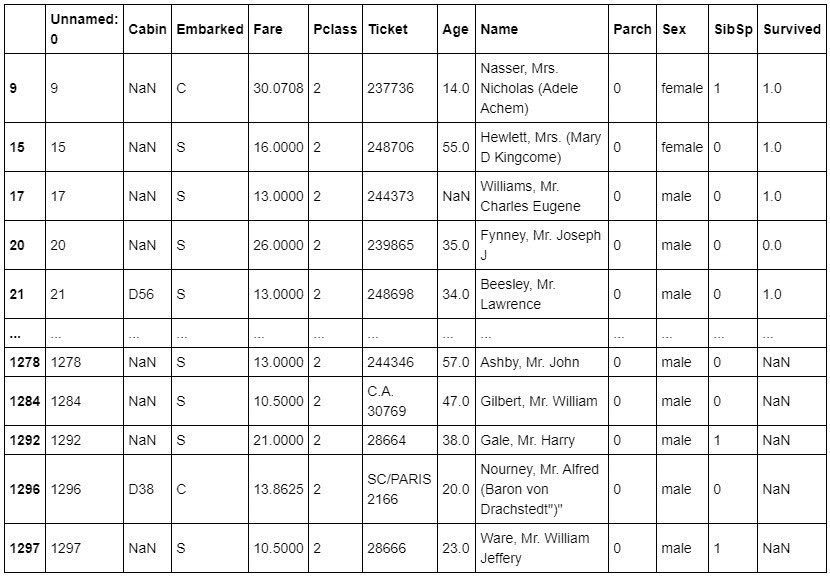 Unnamed: 0 Cabin Embarked Fare Pclass Ticket Age Name Parch Sex SibSp Survived
9 9 NaN C 30.0708 2 237736 14.0 Nasser, Mrs. Nicholas (Adele Achem) 0 female 1 1.0
15 15 NaN S 16.0000 2 248706 55.0 Hewlett, Mrs. (Mary D Kingcome) 0 female 0 1.0
17 17 NaN S 13.0000 2 244373 NaN Williams, Mr. Charles Eugene 0 male 0 1.0
20 20 NaN S 26.0000 2 239865 35.0 Fynney, Mr. Joseph J 0 male 0 0.0
21 21 D56 S 13.0000 2 248698 34.0 Beesley, Mr. Lawrence 0 male 0 1.0
... ... ... ... ... ... ... ... ... ... ... ... ...
1278 1278 NaN S 13.0000 2 244346 57.0 Ashby, Mr. John 0 male 0 NaN
1284 1284 NaN S 10.5000 2 C.A. 30769 47.0 Gilbert, Mr. William 0 male 0 NaN
1292 1292 NaN S 21.0000 2 28664 38.0 Gale, Mr. Harry 0 male 1 NaN
1296 1296 D38 C 13.8625 2 SC/PARIS 2166 20.0 Nourney, Mr. Alfred (Baron von Drachstedt")" 0 male 0 NaN
1297 1297 NaN S 10.5000 2 28666 23.0 Ware, Mr. William Jeffery 0 male 1 NaN